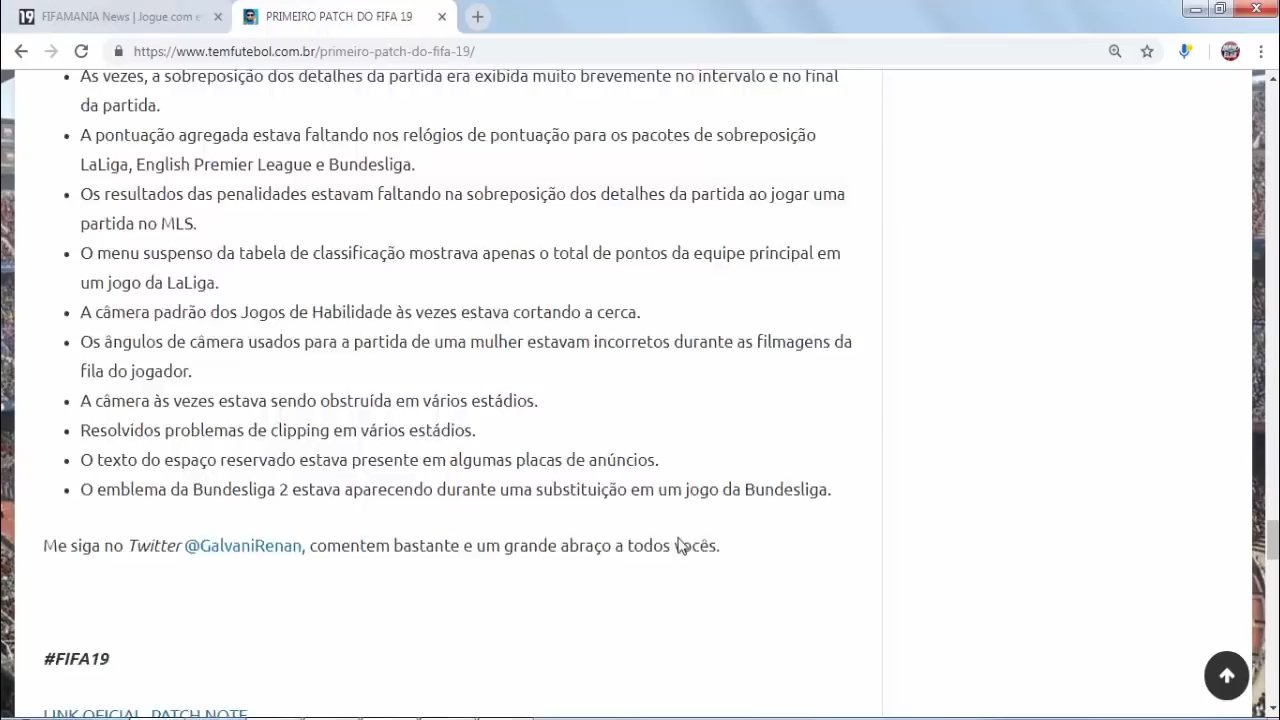 FIFAMANIA News | Jogue com e
PRIMEIRO PATCH DO FIFA 19
https://www.temfutebol.com.br/primeiro-patch-do-fifa-19/
Às vezes, a sobreposição dos detalhes da partida era exibida muito brevemente no intervalo e no final
da partida.
A pontuação agregada estava faltando nos relógios de pontuação para os pacotes de sobreposição
LaLiga, English Premier League e Bundesliga.
Os resultados das penalidades estavam faltando na sobreposição dos detalhes da partida ao jogar uma
partida no MLS.
O menu suspenso da tabela de classificação mostrava apenas o total de pontos da equipe principal em
um jogo da LaLiga.
A câmera padrão dos Jogos de Habilidade às vezes estava cortando a cerca.
Os ângulos de câmera usados para a partida de uma mulher estavam incorretos durante as filmagens da
fila do jogador.
A câmera às vezes estava sendo obstruída em vários estádios.
Resolvidos problemas de clipping em vários estádios.
O texto do espaço reservado estava presente em algumas placas de anúncios.
O emblema da Bundesliga 2 estava aparecendo durante uma substituição em um jogo da Bundesliga.
Me siga no Twitter @GalvaniRenan, comentem bastante e um grande abraço a todos vocês.
#FIFA19
LINK OFICIAL PATCH NOTE